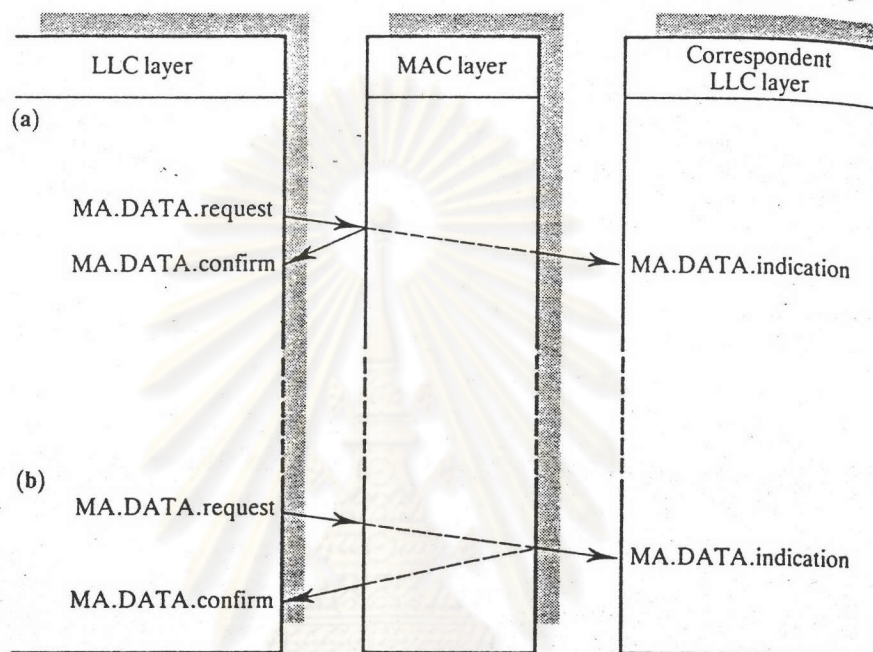 LLC layer
MAC layer
Correspondent
LLC layer
(a)
MA.DATA.request
MA.DATA.confirm
MA.DATA.indication
(b)
MA.DATA.request
MA.DATA.indication
MA.DATA.confirm